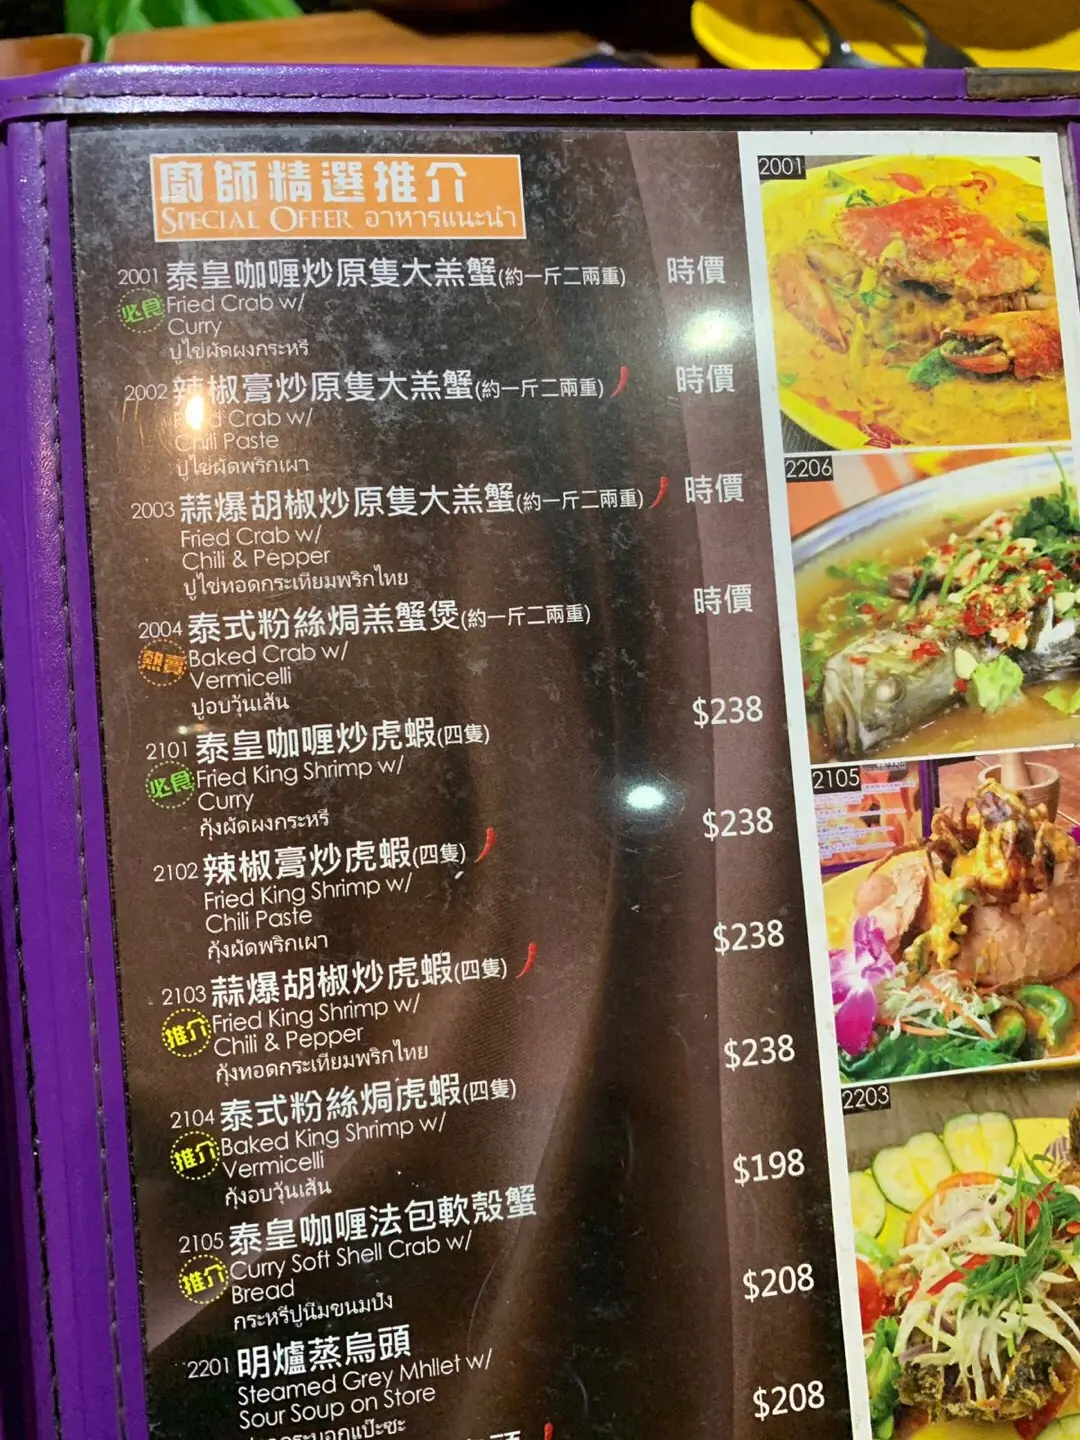 廚師精選推介
SPECIAL OFFER อาหารแนะนำ
2001 泰皇咖喱炒原隻大羔蟹(約一斤二兩重) 時價
必食
Fried Crab w/
Curry
ปูไข่ผัดผงกระหรี่
2002 辣椒膏炒原隻大羔蟹(約一斤二兩重) 時價
Fried Crab w/
Chili Paste
ปูไข่ผัดพริกเผา
2003 蒜爆胡椒炒原隻大羔蟹(約一斤二兩重) 時價
Fried Crab w/
Chili & Pepper
ปูไข่ทอดกระเทียมพริกไทย
2004 泰式粉絲焗羔蟹煲(約一斤二兩重) 時價
熱賣
Baked Crab w/
Vermicelli
ปูอบวุ้นเส้น
2101 泰皇咖喱炒虎蝦(四隻) $238
必食
Fried King Shrimp w/
Curry
กุ้งผัดผงกระหรี่
2102 辣椒膏炒虎蝦(四隻) $238
Fried King Shrimp w/
Chili Paste
กุ้งผัดพริกเผา
2103 蒜爆胡椒炒虎蝦(四隻) $238
推介
Fried King Shrimp w/
Chili & Pepper
กุ้งทอดกระเทียมพริกไทย
2104 泰式粉絲焗虎蝦(四隻) $238
推介
Baked King Shrimp w/
Vermicelli
กุ้งอบวุ้นเส้น
2105 泰皇咖喱法包軟殼蟹 $198
推介
Curry Soft Shell Crab w/
Bread
กระหรี่ปูนิ่มขนมปัง
2201 明爐蒸烏頭 $208
Steamed Grey Mhllet w/
Sour Soup on Store
$208
2001
2206
2105
2203